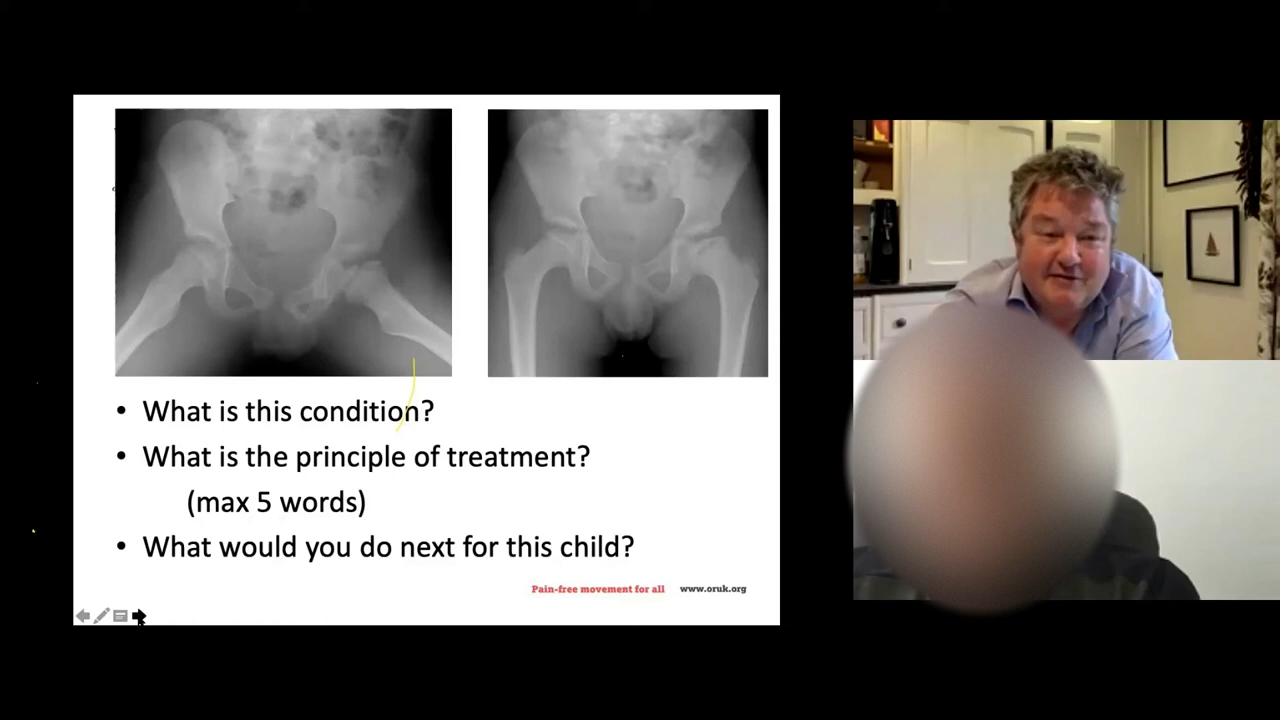 • What is this condition?
• What is the principle of treatment?
(max 5 words)
• What would you do next for this child?
Pain-free movement for all www.oruk.org